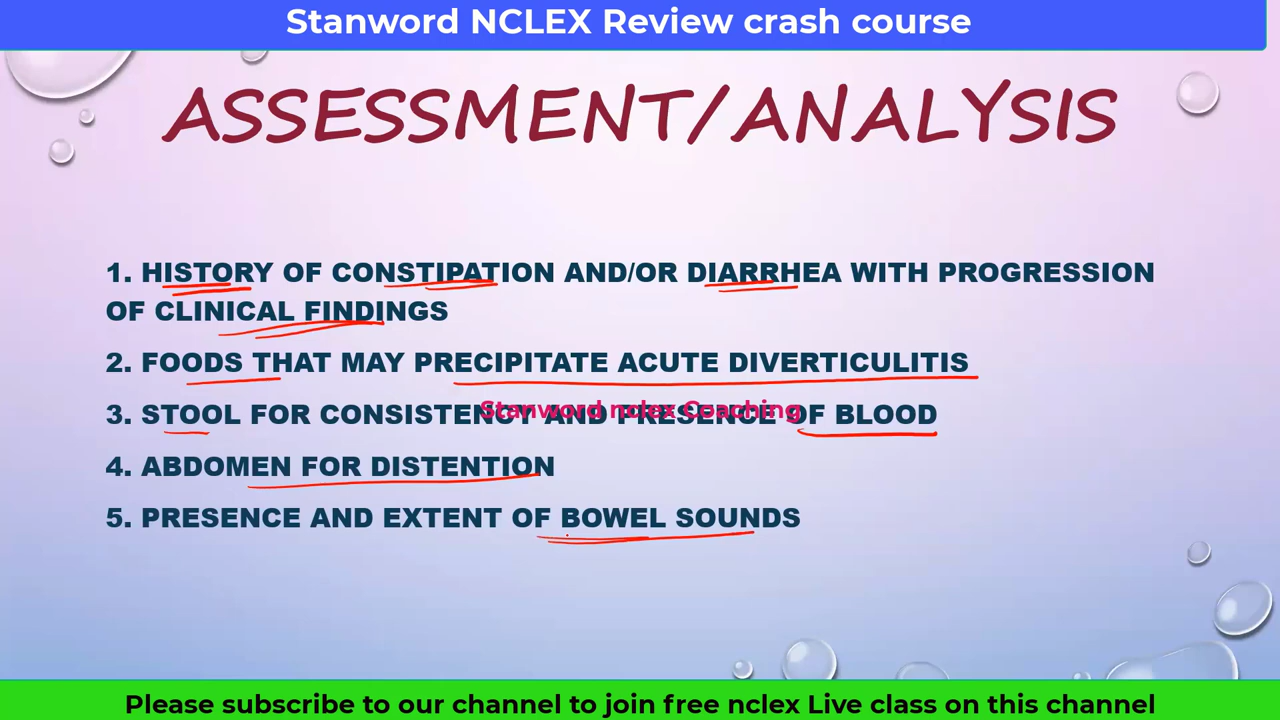 Stanword NCLEX Review crash course
ASSESSMENT/ANALYSIS
1. HISTORY OF CONSTIPATION AND/OR DIARRHEA WITH PROGRESSION
OF CLINICAL FINDINGS
2. FOODS THAT MAY PRECIPITATE ACUTE DIVERTICULITIS
3. STOOL FOR CONSISTENCY AND PRESENCE OF BLOOD
Stanword nclex Coaching
4. ABDOMEN FOR DISTENTION
5. PRESENCE AND EXTENT OF BOWEL SOUNDS
Please subscribe to our channel to join free nclex Live class on this channel